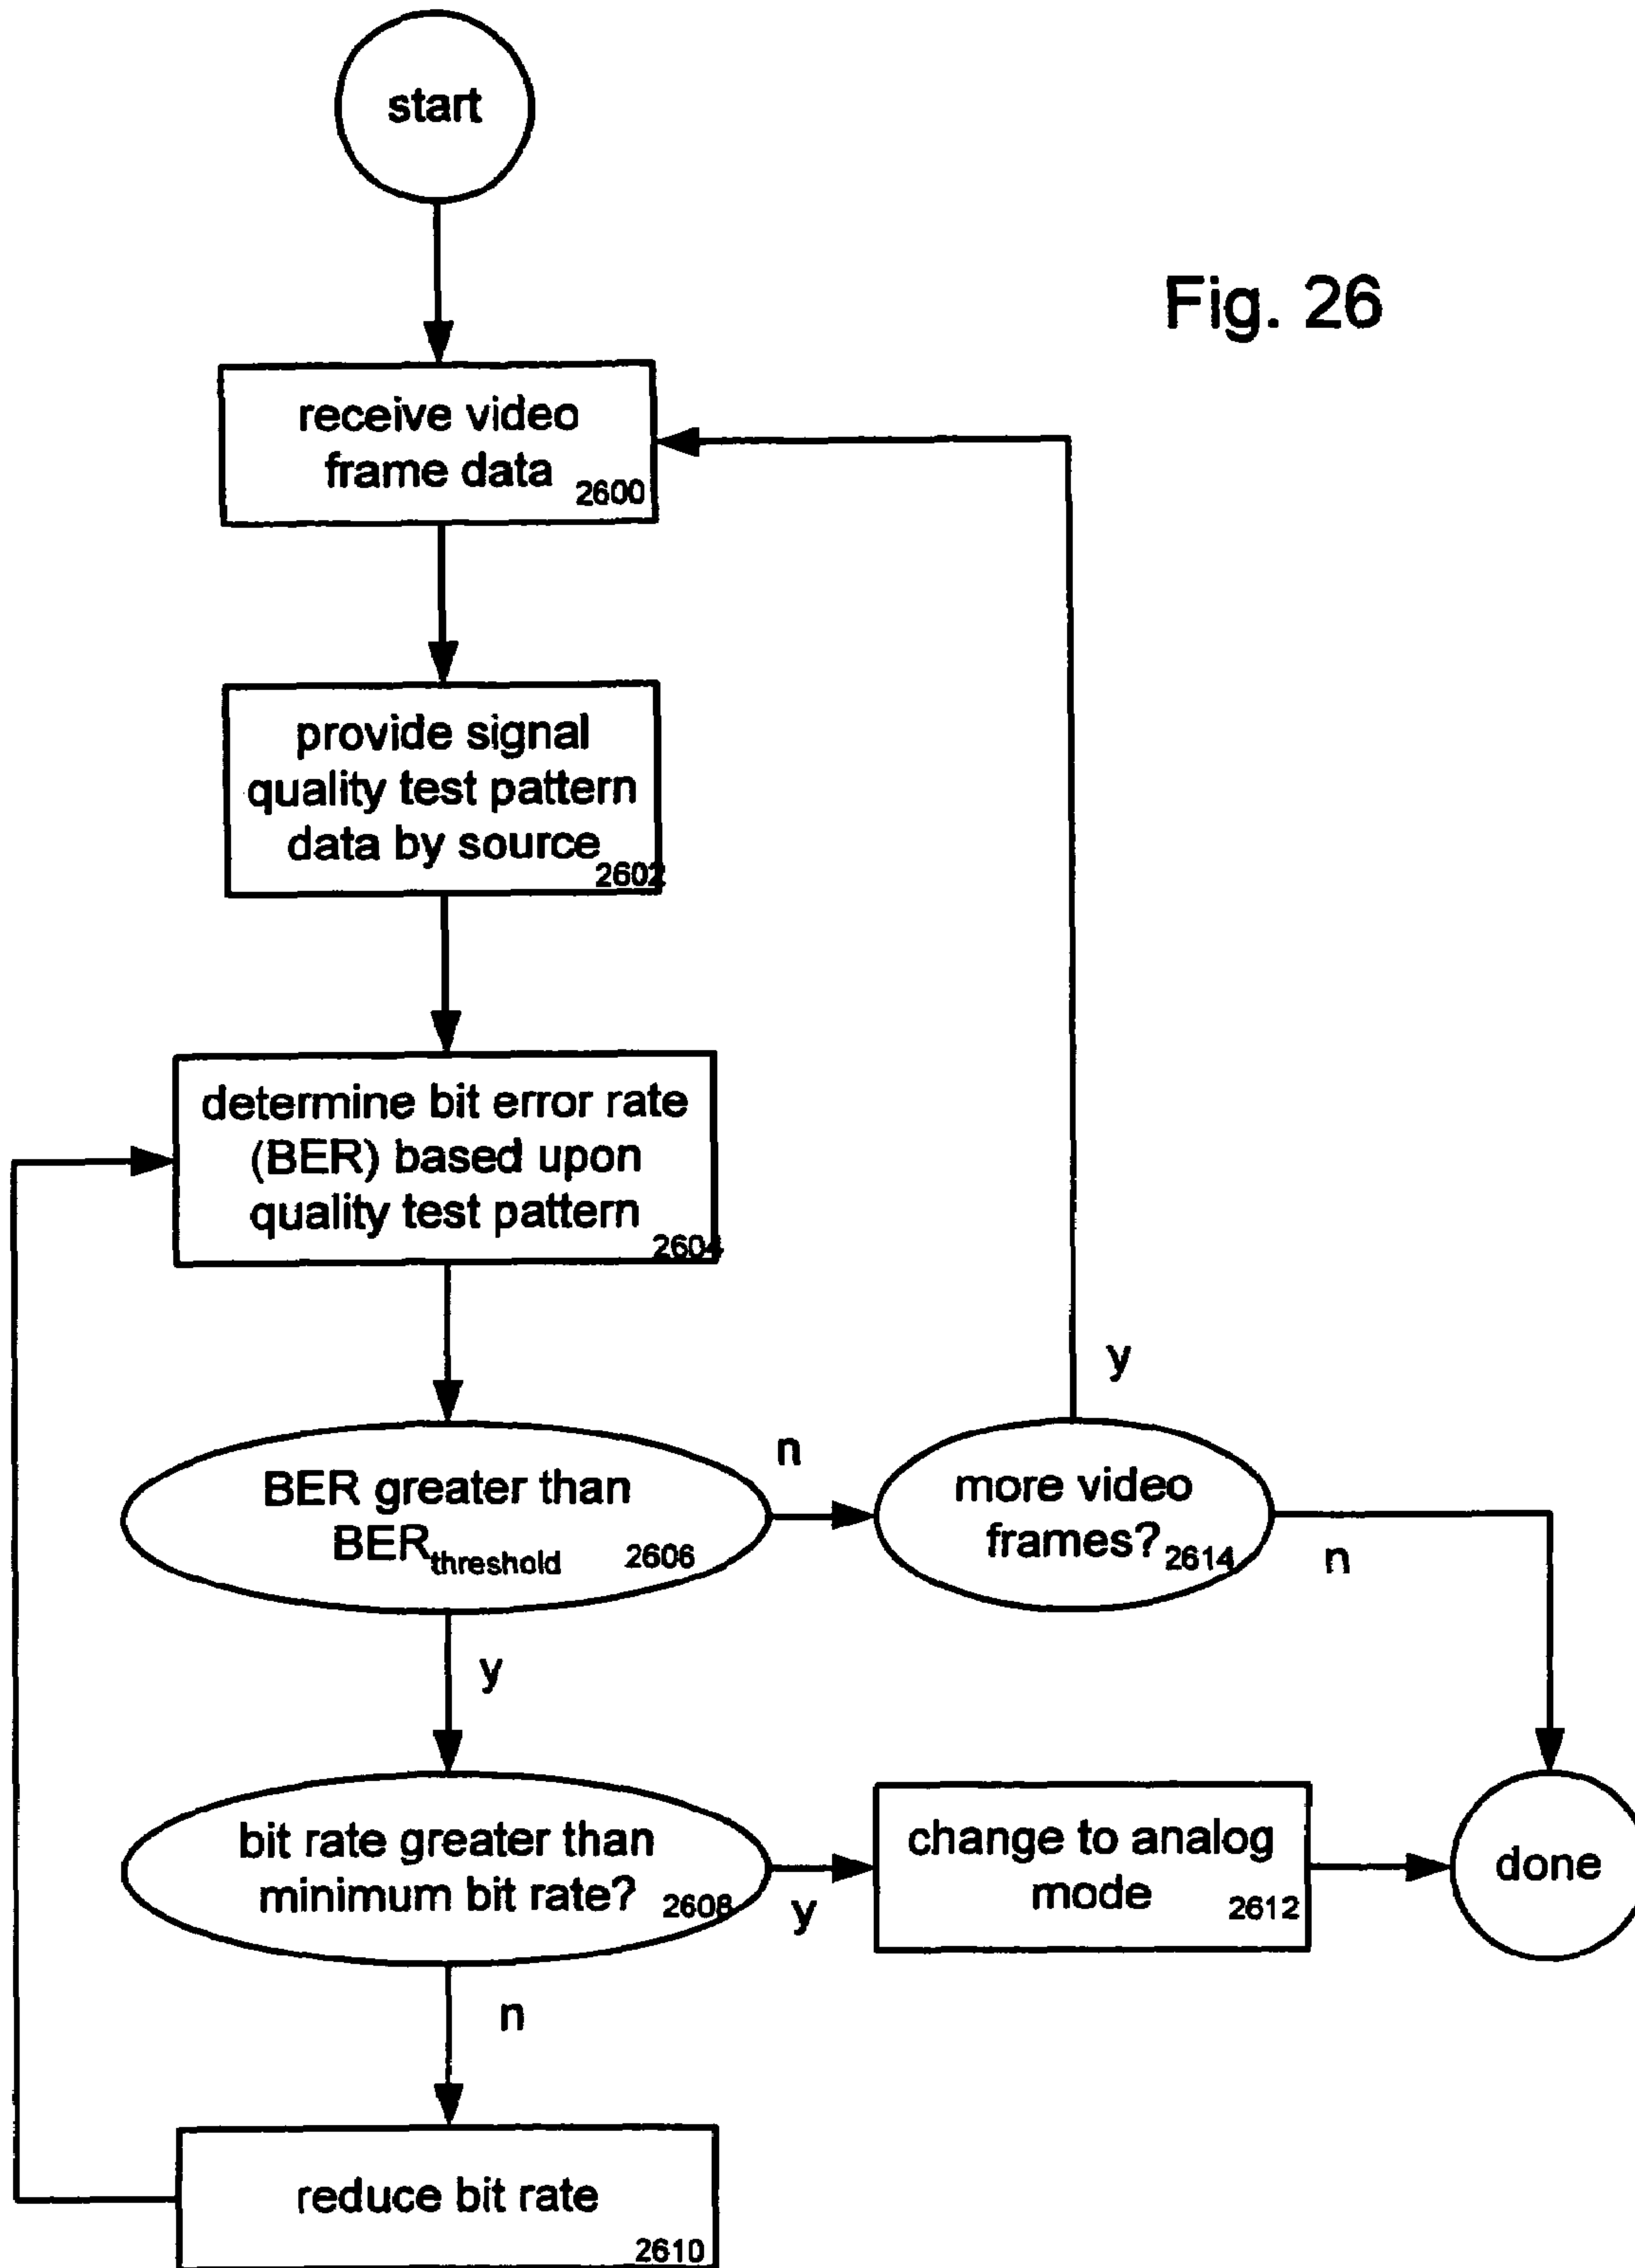 start
Fig. 26
receive video
frame data 2600
provide signal
quality test pattern
data by source
2602
determine bit error rate
(BER) based upon
quality test pattern
2604
BER greater than
BERthreshold 2606
n
y
more video
frames? 2614
y
n
bit rate greater than
minimum bit rate? 2608
y
n
change to analog
mode 2612
done
reduce bit rate
2610